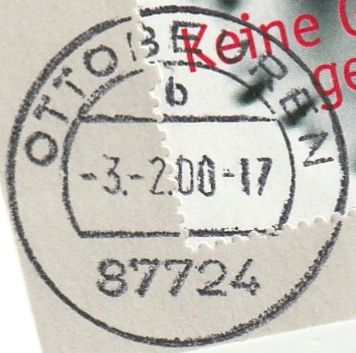 OTTOBEUREN
b
-3.-2.00-17
87724
Keine
ge